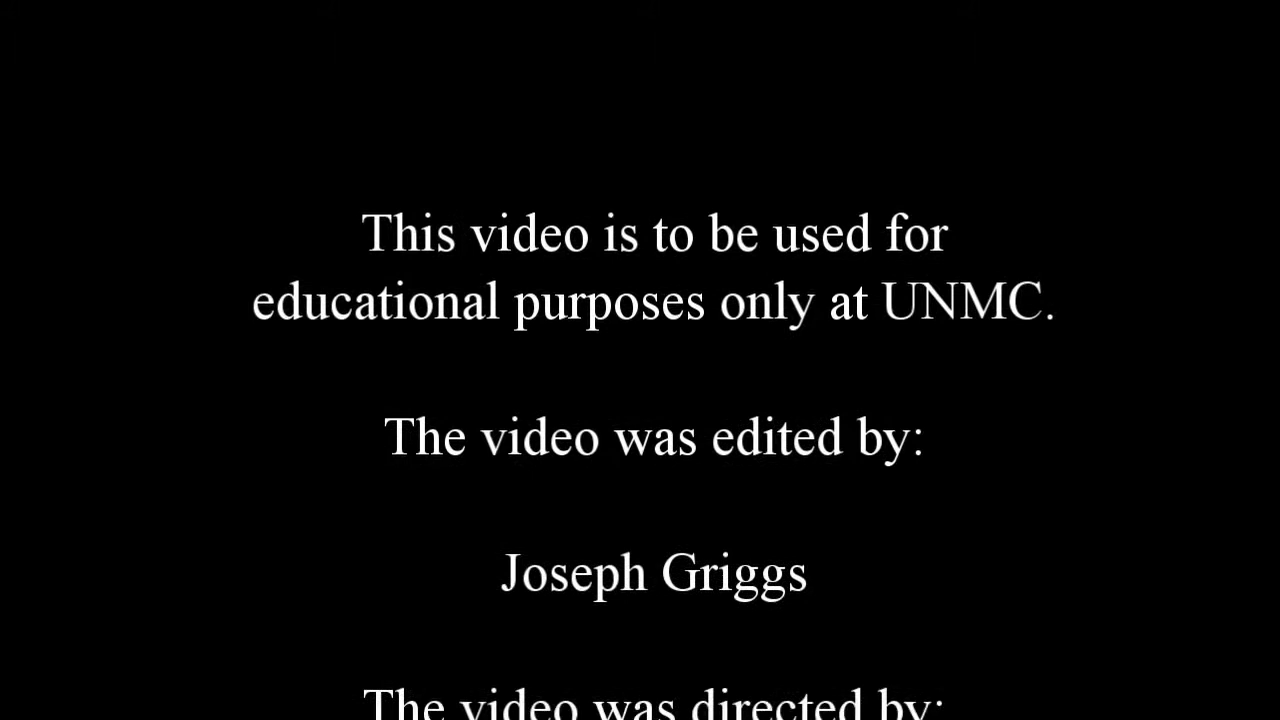 This video is to be used for
educational purposes only at UNMC.
The video was edited by:
Joseph Griggs
The video was directed by: